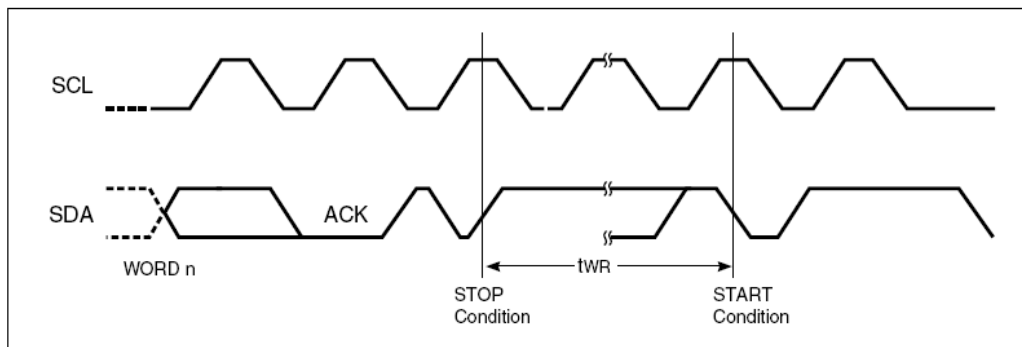 SCL
SDA
ACK
WORD n
tWR
STOP
Condition
START
Condition